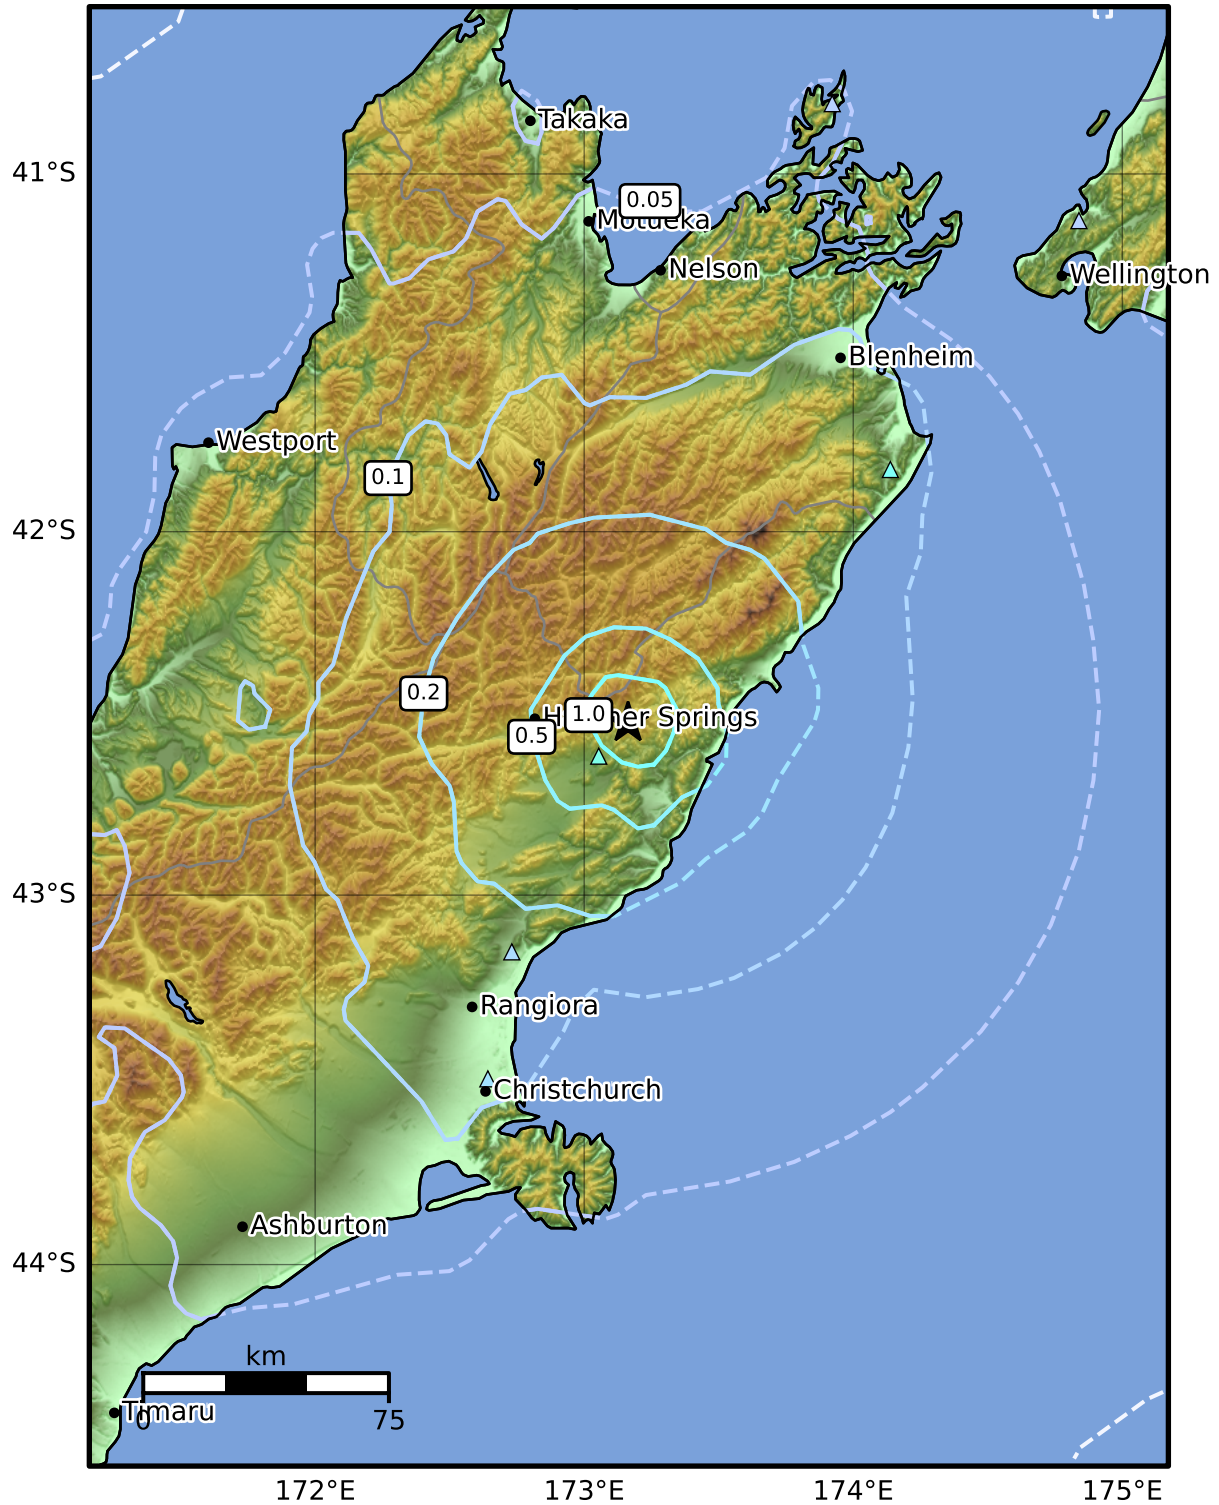 Takaka
41°S
0.05
Motueka
Nelson
Wellington
Blenheim
Westport
0.1
42°S
0.2
1.0
Springs
0.5
43°S
Rangiora
Christchurch
Ashburton
44°S
km
Timaru
0
75
172°E
173°E
174°E
175°E